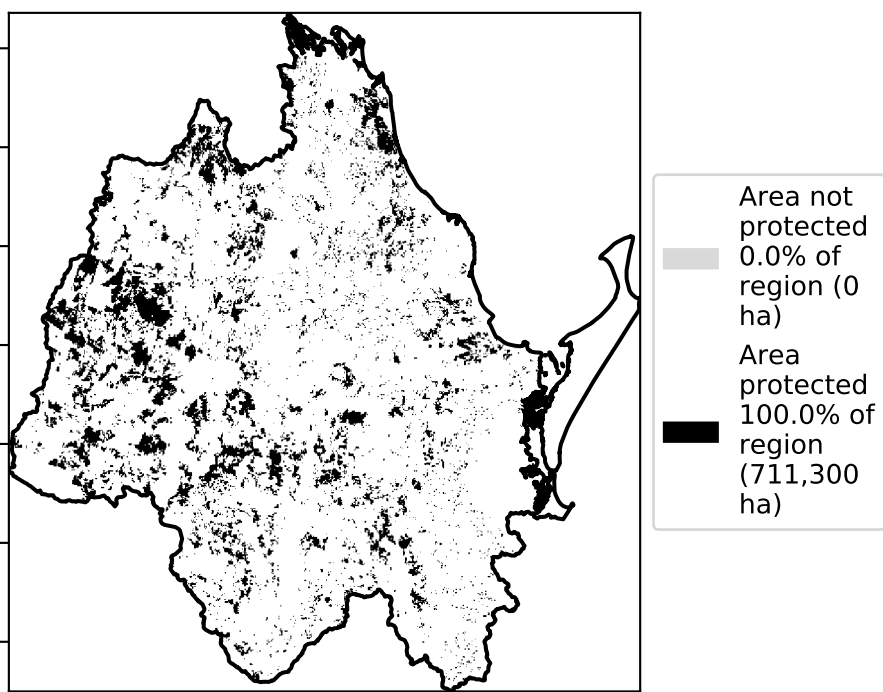 Area not
protected
0.0% of
region (0
ha)
Area
protected
100.0% of
region
(711,300
ha)